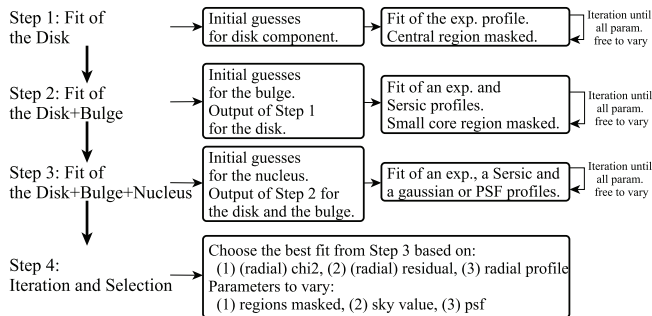 Step 1: Fit of
the Disk
Initial guesses
for disk component.
Fit of the exp. profile.
Central region masked.
Iteration until
all param.
free to vary
Step 2: Fit of
the Disk+Bulge
Initial guesses
for the bulge.
Output of Step 1
for the disk.
Fit of an exp. and
Sersic profiles.
Small core region masked.
Iteration until
all param.
free to vary
Step 3: Fit of
the Disk+Bulge+Nucleus
Initial guesses
for the nucleus.
Output of Step 2 for
the disk and the bulge.
Fit of an exp., a Sersic and
a gaussian or PSF profiles.
Iteration until
all param.
free to vary
Step 4:
Iteration and Selection
Choose the best fit from Step 3 based on:
(1) (radial) chi2, (2) (radial) residual, (3) radial profile
Parameters to vary:
(1) regions masked, (2) sky value, (3) psf